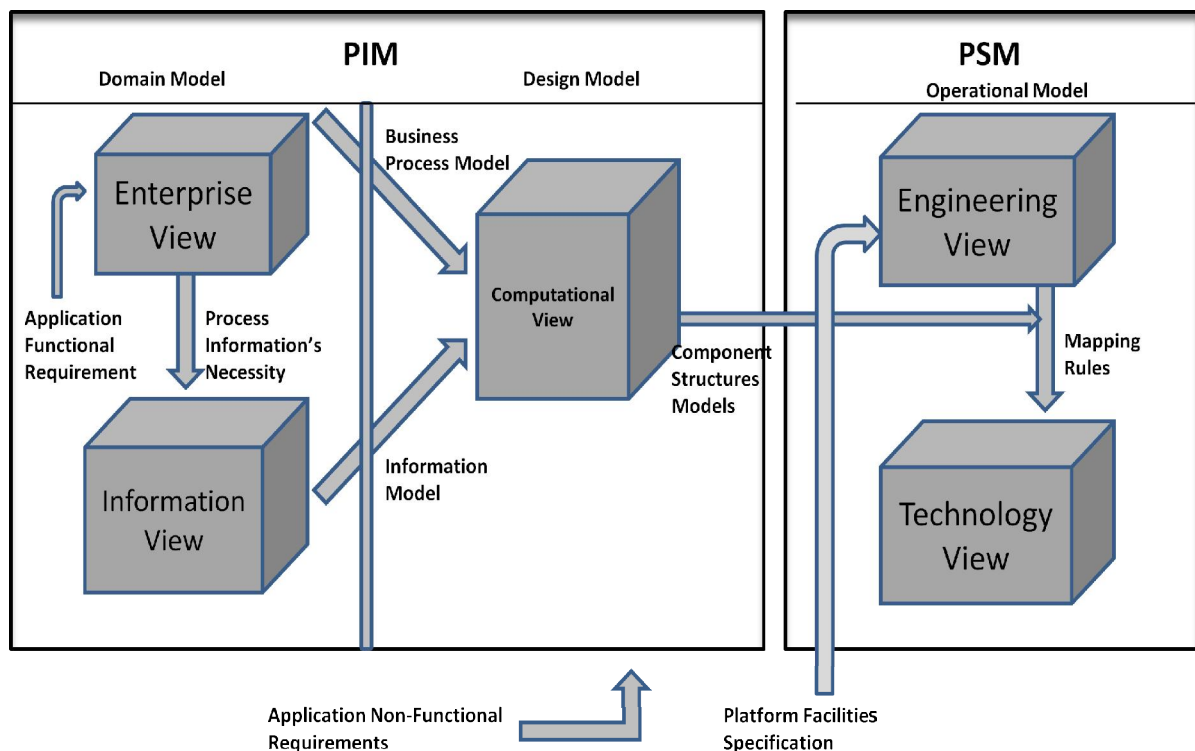 PIM
Domain Model
Design Model
Enterprise
View
Business
Process Model
Application
Functional
Requirement
Process
Information's
Necessity
Computational
View
Information
View
Information
Model
Component
Structures
Models
PSM
Operational Model
Engineering
View
Mapping
Rules
Technology
View
Application Non-Functional
Requirements
Platform Facilities
Specification